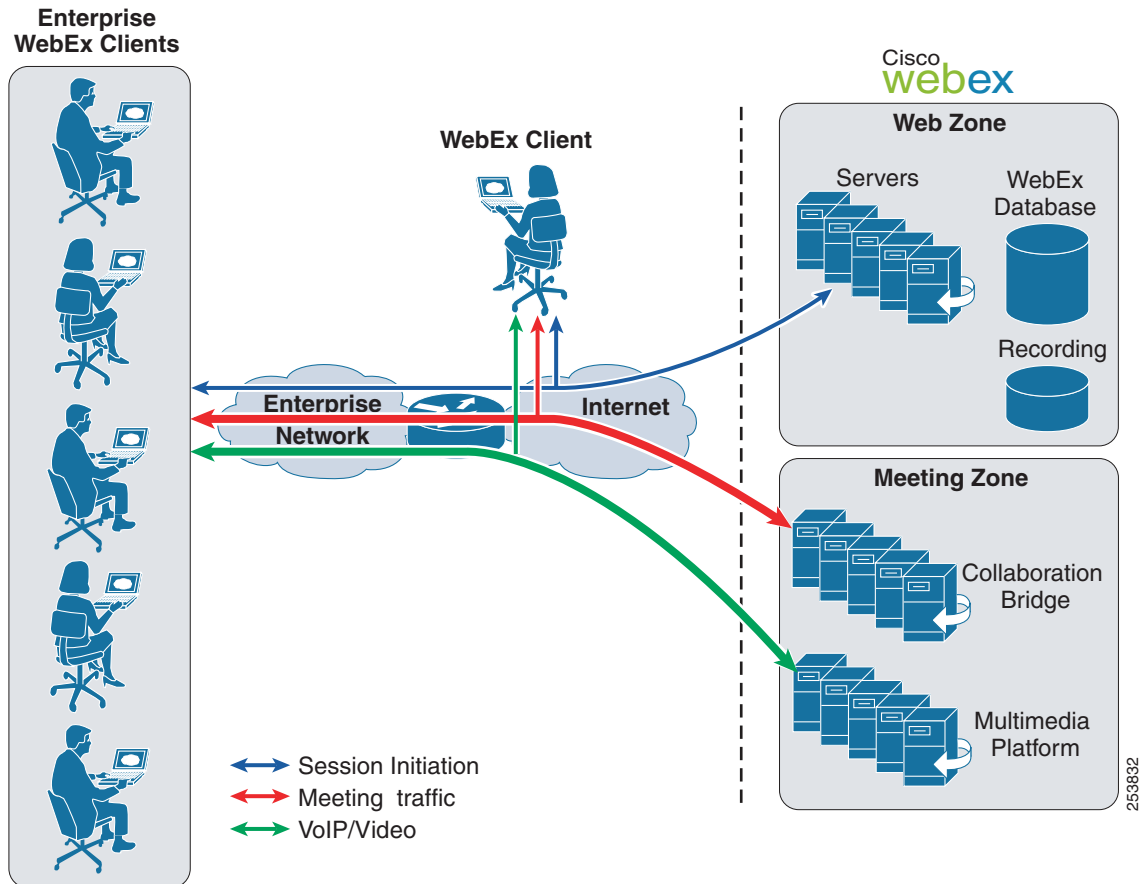 Enterprise
WebEx Clients
Cisco
webex
Web Zone
WebEx Client
Servers
WebEx
Database
Recording
Enterprise
Network
Internet
Meeting Zone
Collaboration
Bridge
Multimedia
Platform
Session Initiation
Meeting traffic
VoIP/Video
253832